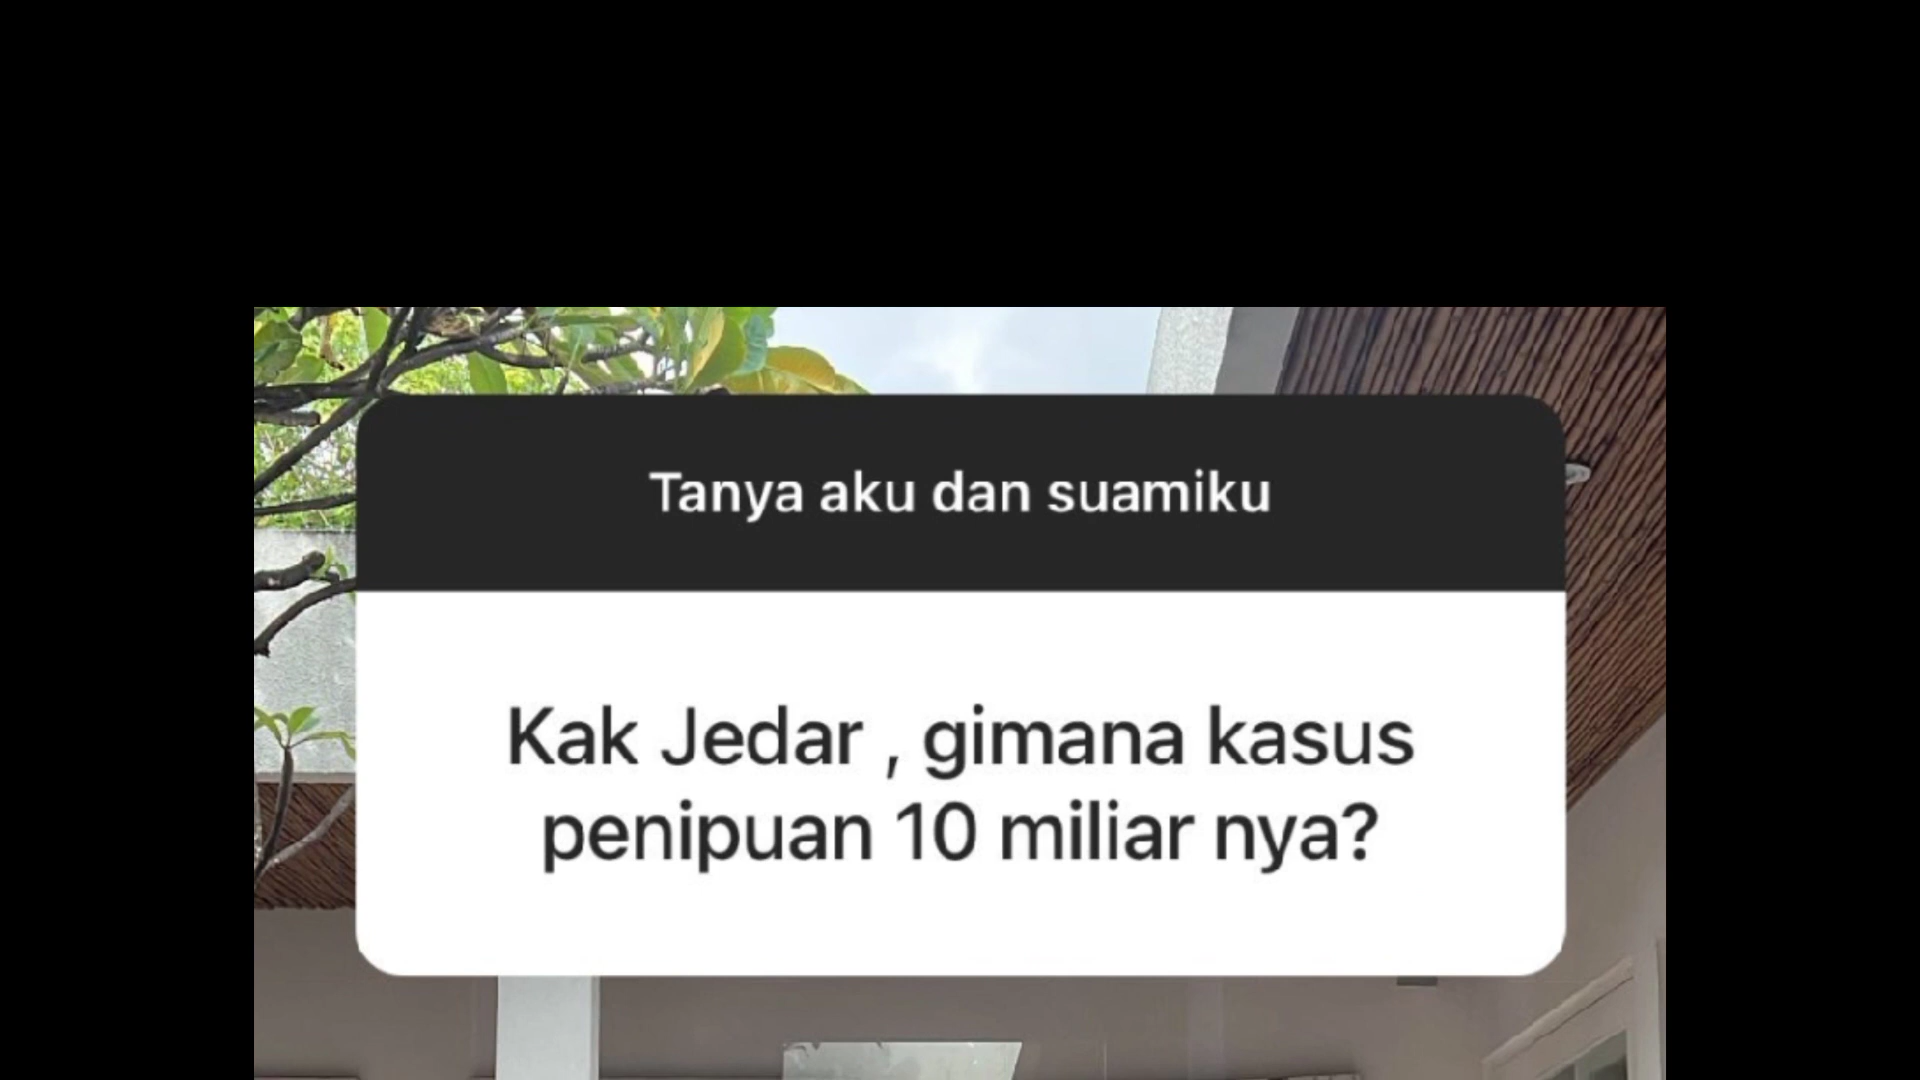 Tanya aku dan suamiku
Kak Jedar , gimana kasus
penipuan 10 miliar nya?